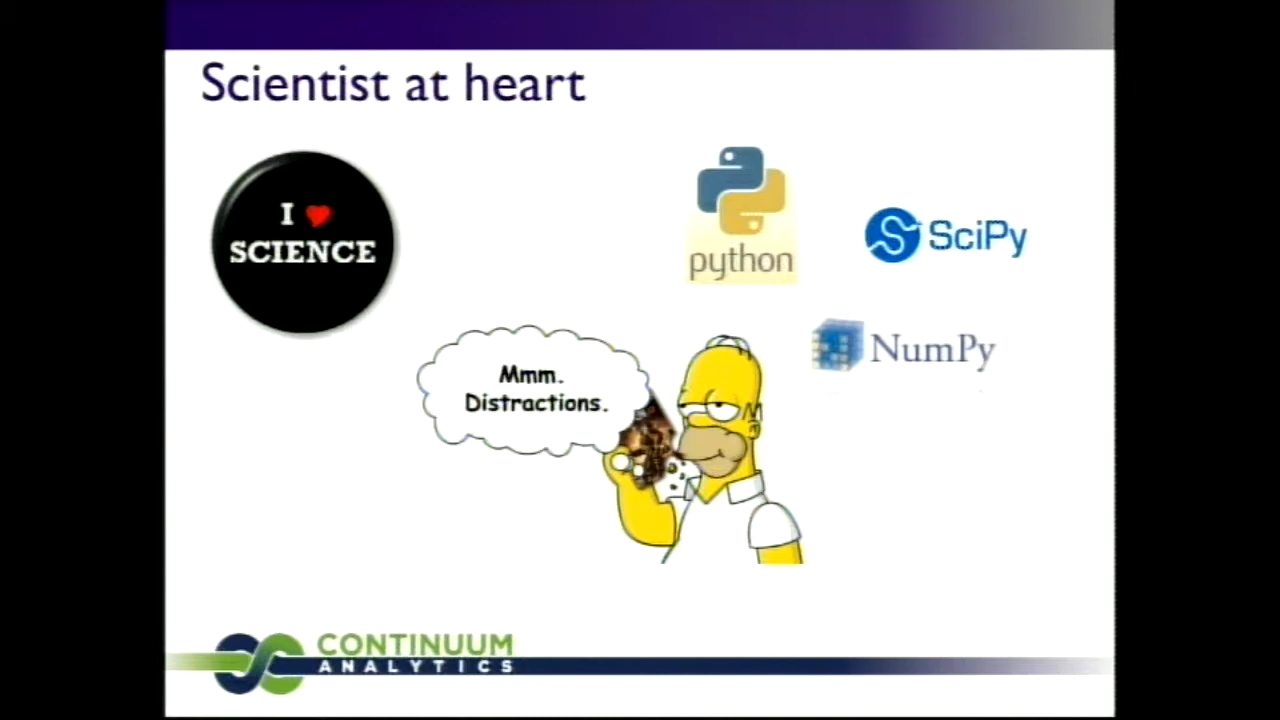 Scientist at heart
I
SCIENCE
python
SciPy
NumPy
Mmm.
Distractions.
CONTINUUM
ANALYTICS